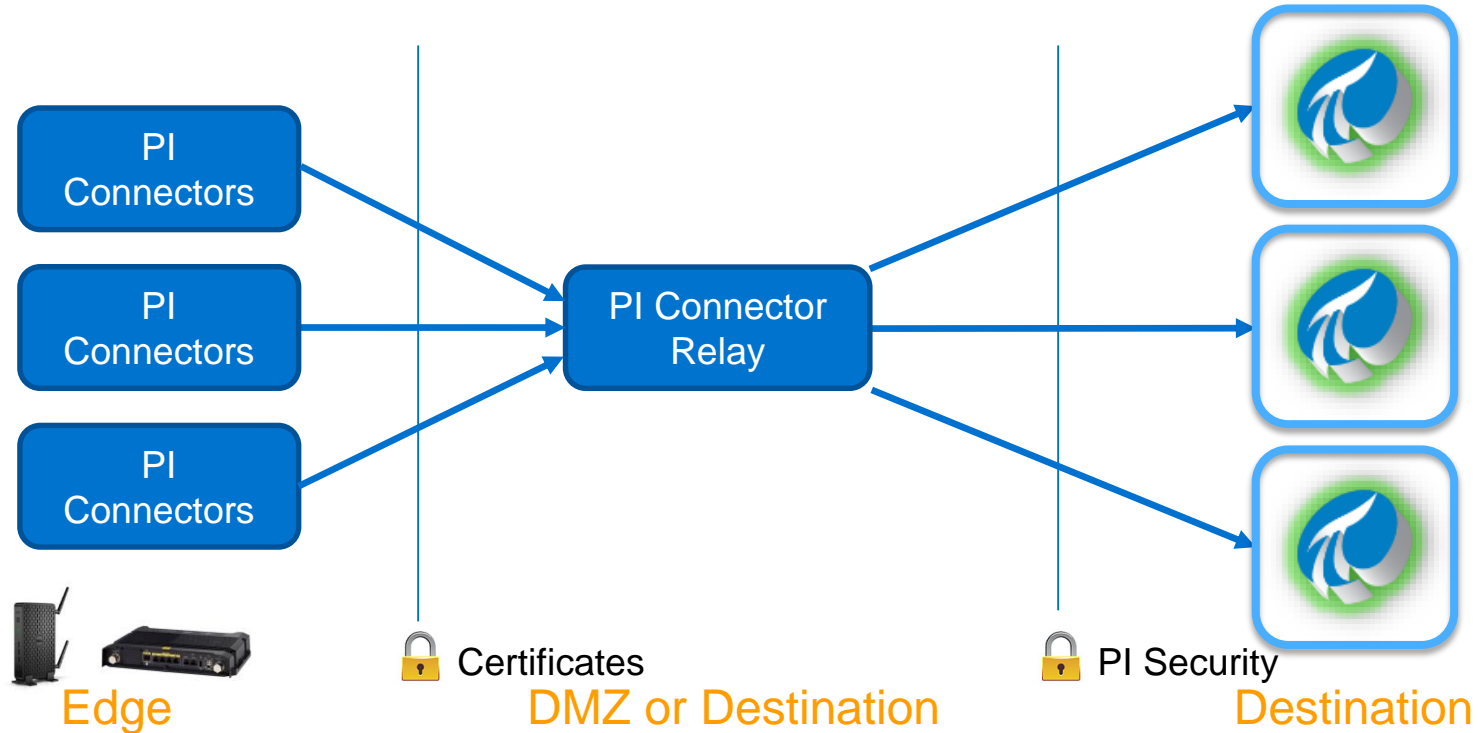 PI
Connectors
PI
Connectors
PI
Connectors
PI Connector
Relay
Certificates
PI Security
Edge
DMZ or Destination
Destination